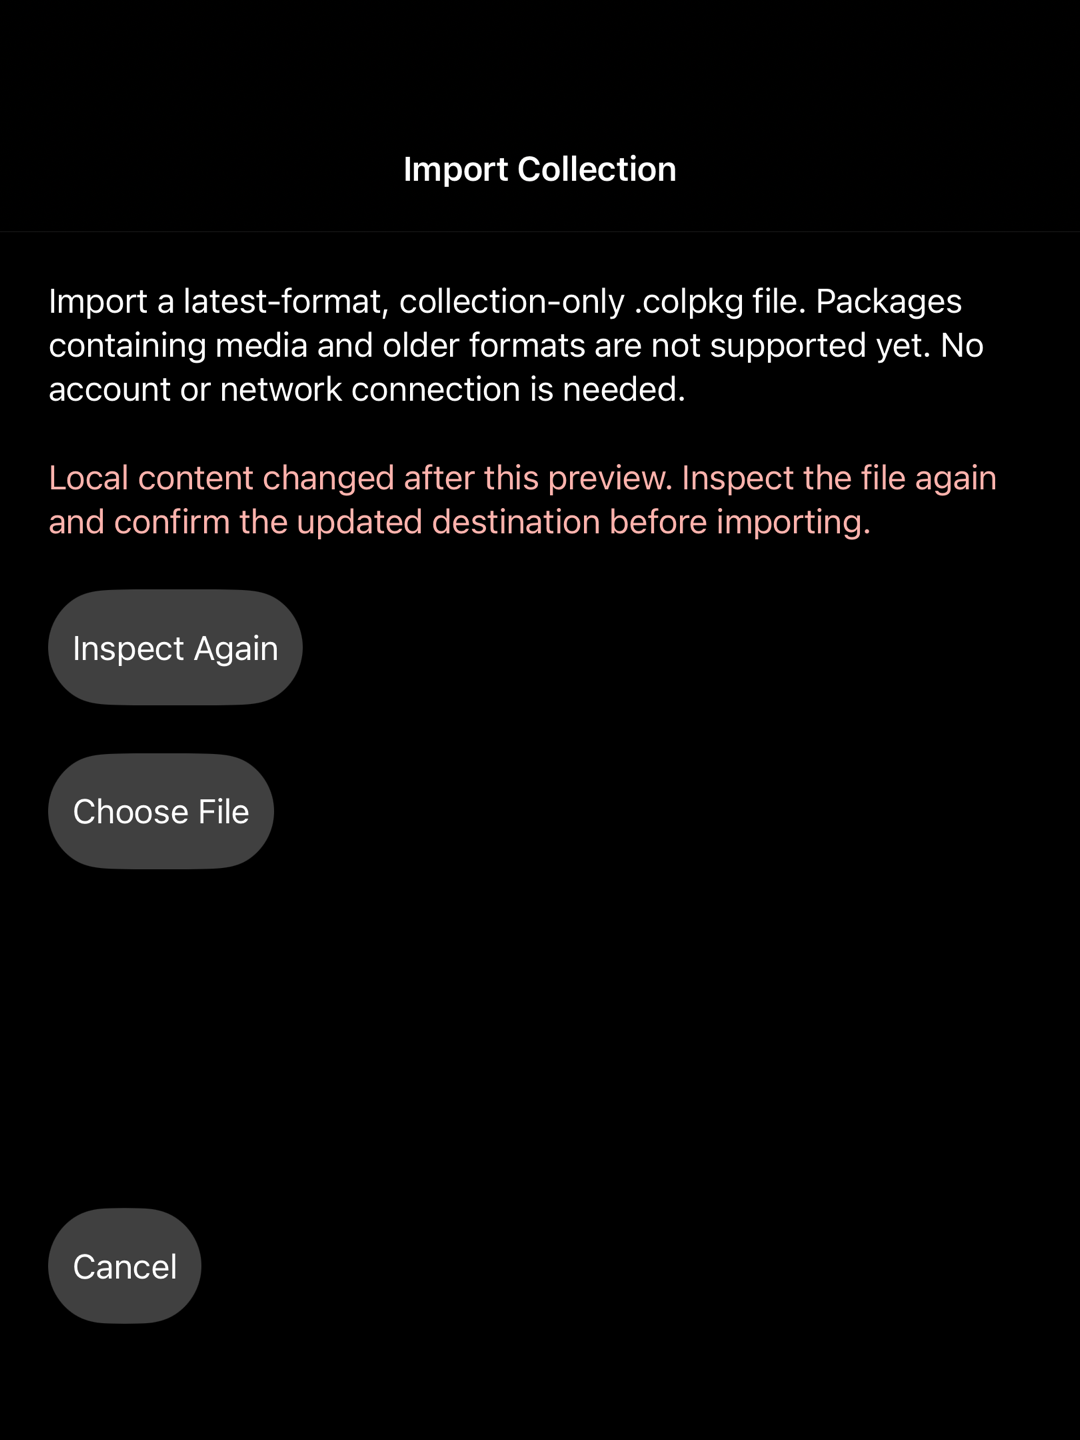 Import Collection
Import a latest-format, collection-only .colpkg file. Packages
containing media and older formats are not supported yet. No
account or network connection is needed.
Local content changed after this preview. Inspect the file again
and confirm the updated destination before importing.
Inspect Again
Choose File
Cancel